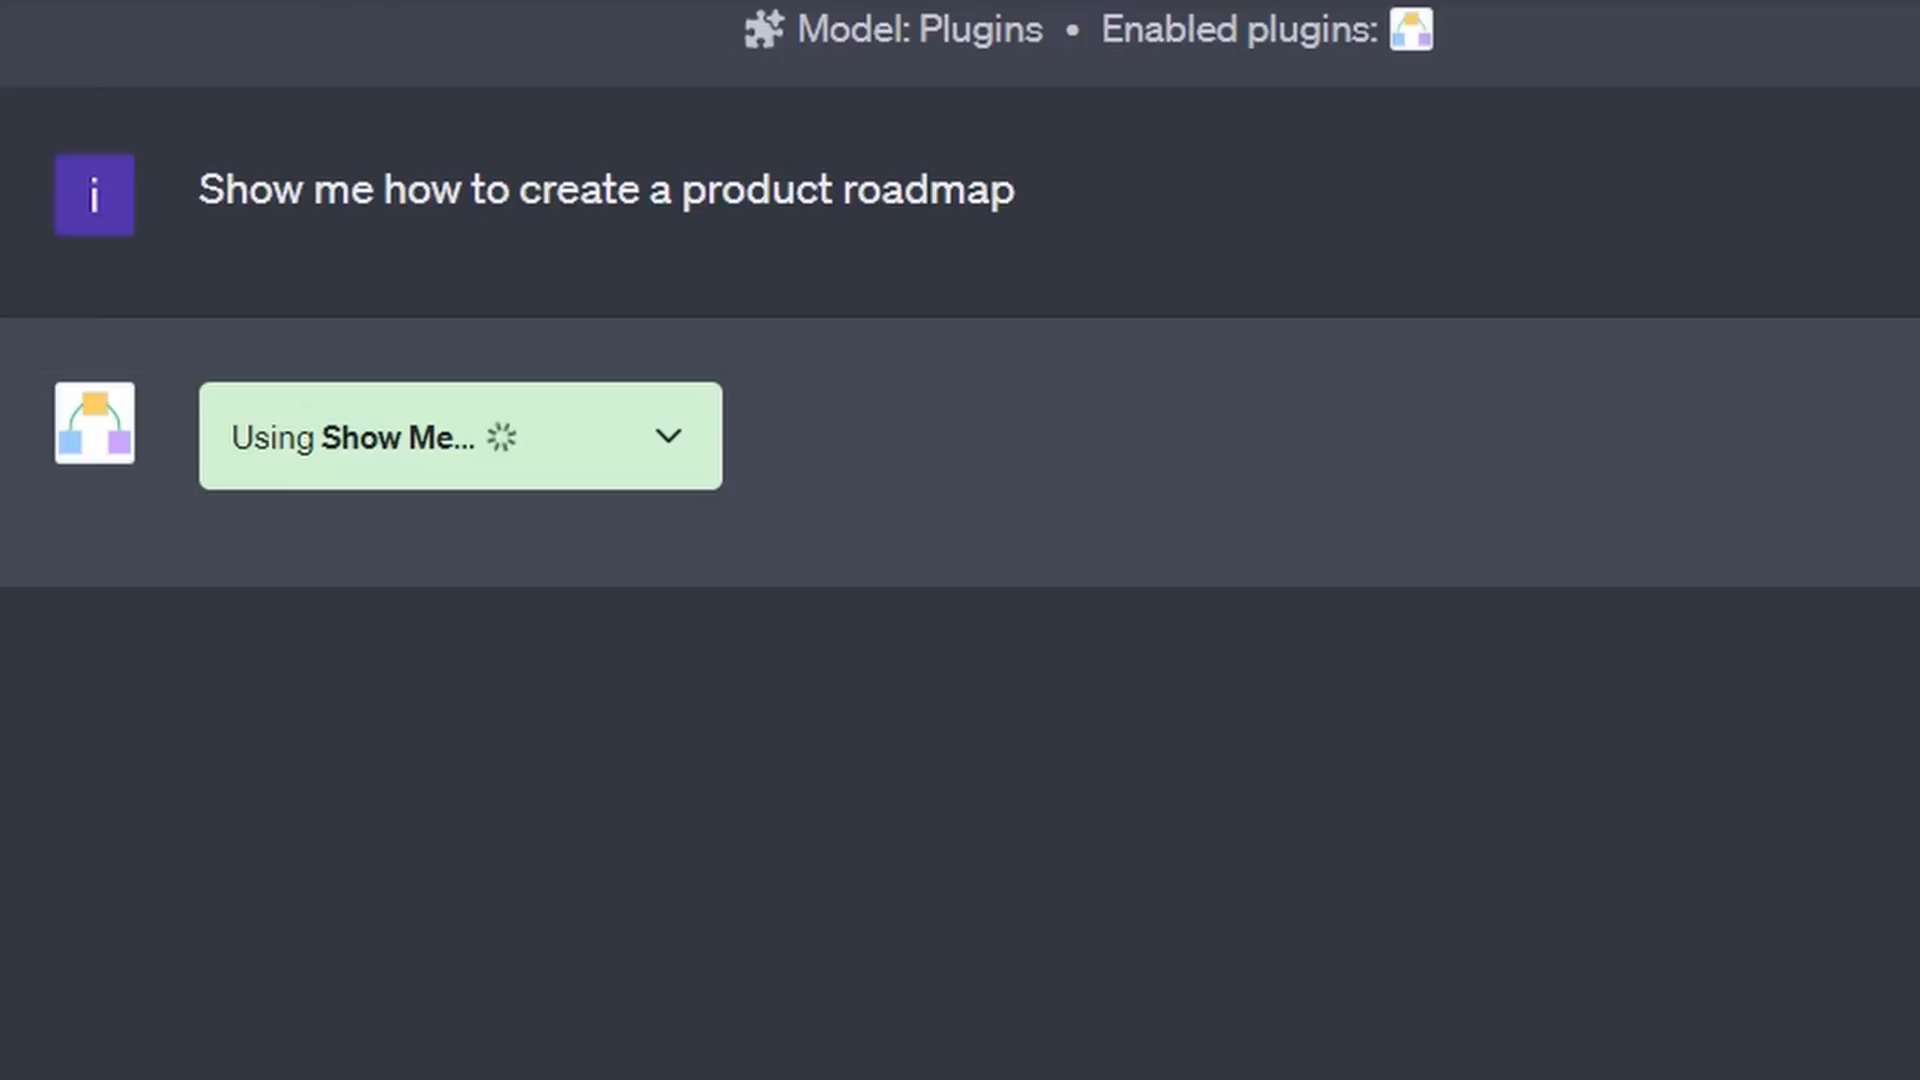 Model: Plugins • Enabled plugins:
i
Show me how to create a product roadmap
Using Show Me...